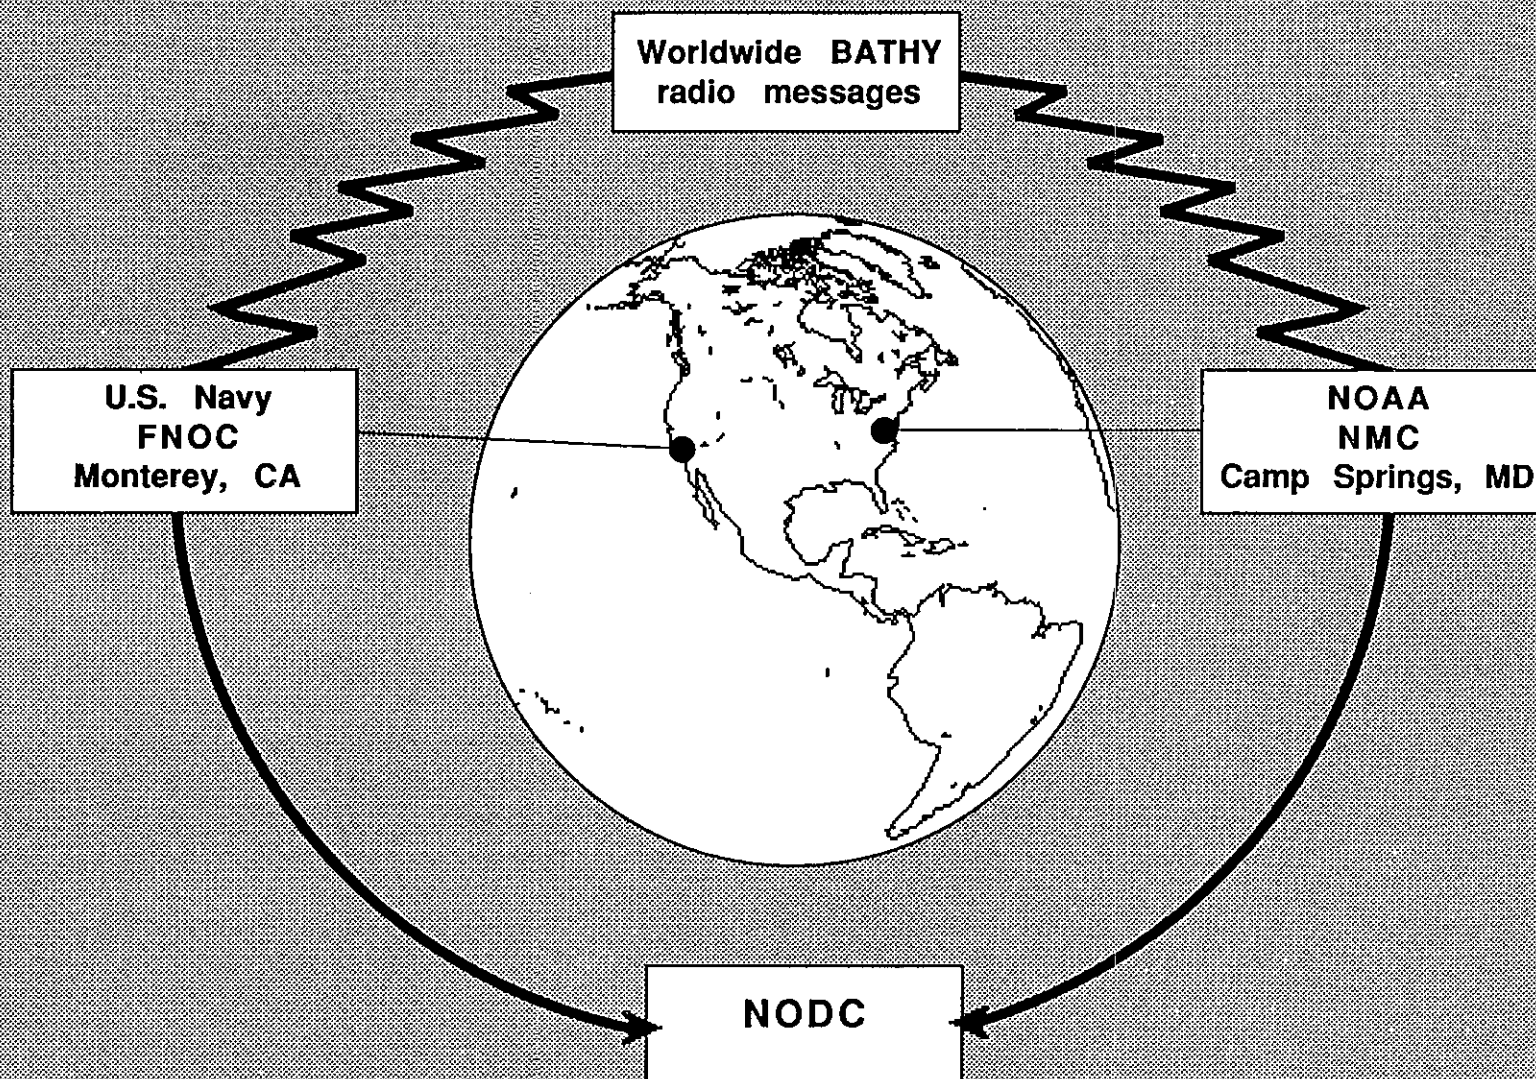 Worldwide BATHY
radio messages
U.S. Navy
FNOC
Monterey, CA
NOAA
NMC
Camp Springs, MD
NODC